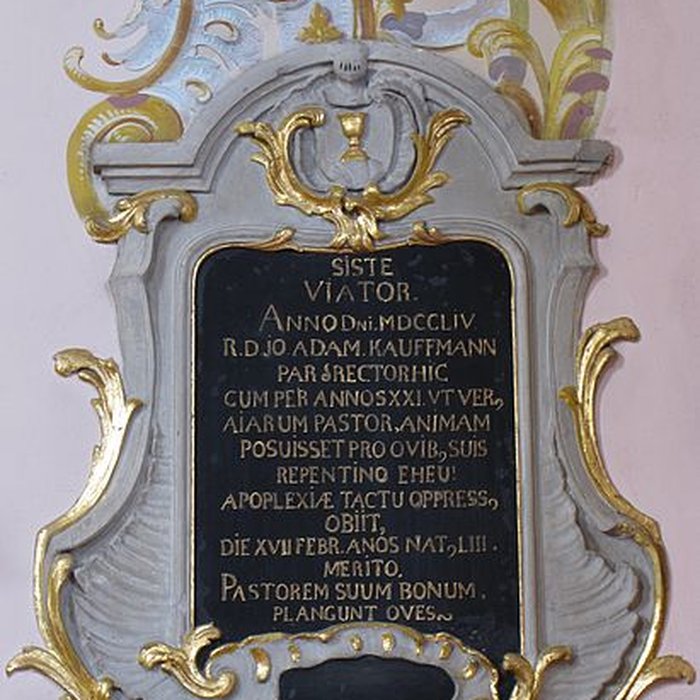 SISTE
VIATOR.
ANNO Dni. MDCCLIV
R.D.JO ADAM. KAUFFMANN
PAR S RECTOR HIC
CUM PER ANNOS XXI. VT VER,
AIARUM PASTOR. ANIMAM
POSUISSET PRO OVIB, SUIS
REPENTINO EHEU!
APOPLEXIÆ TACTU OPPRESS,
OBIIT,
DIE XVII FEBR. ANOS NAT, LIII.
MERITO.
PASTOREM SUUM BONUM.
PLANGUNT OVES~